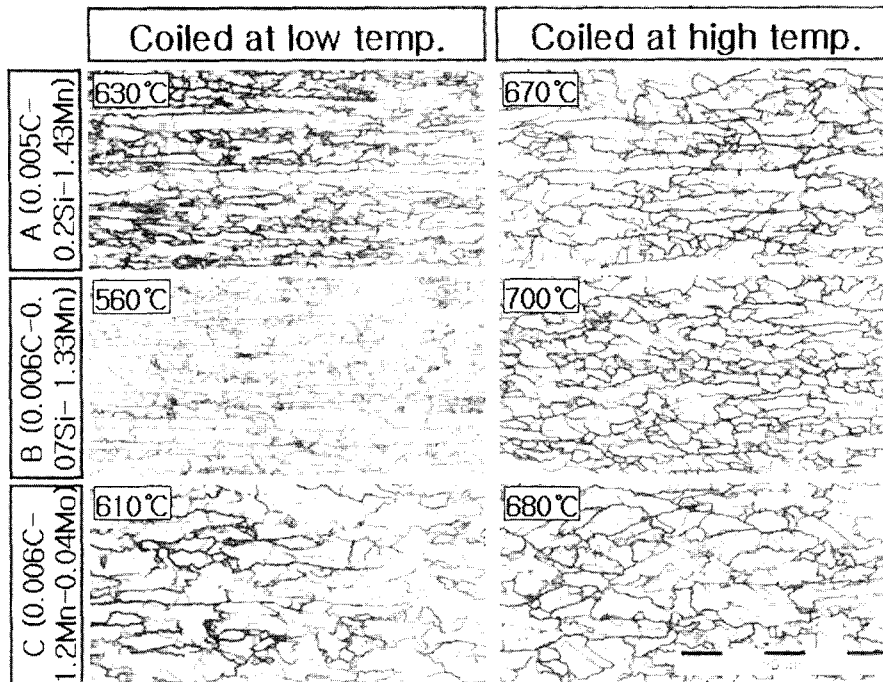 Coiled at low temp.
Coiled at high temp.
A (0.005C-
0.2Si-1.43Mn)
630℃
670℃
B (0.006C-0.
07Si-1.33Mn)
560℃
700℃
C (0.006C-
1.2Mn-0.04Mo)
610℃
680℃